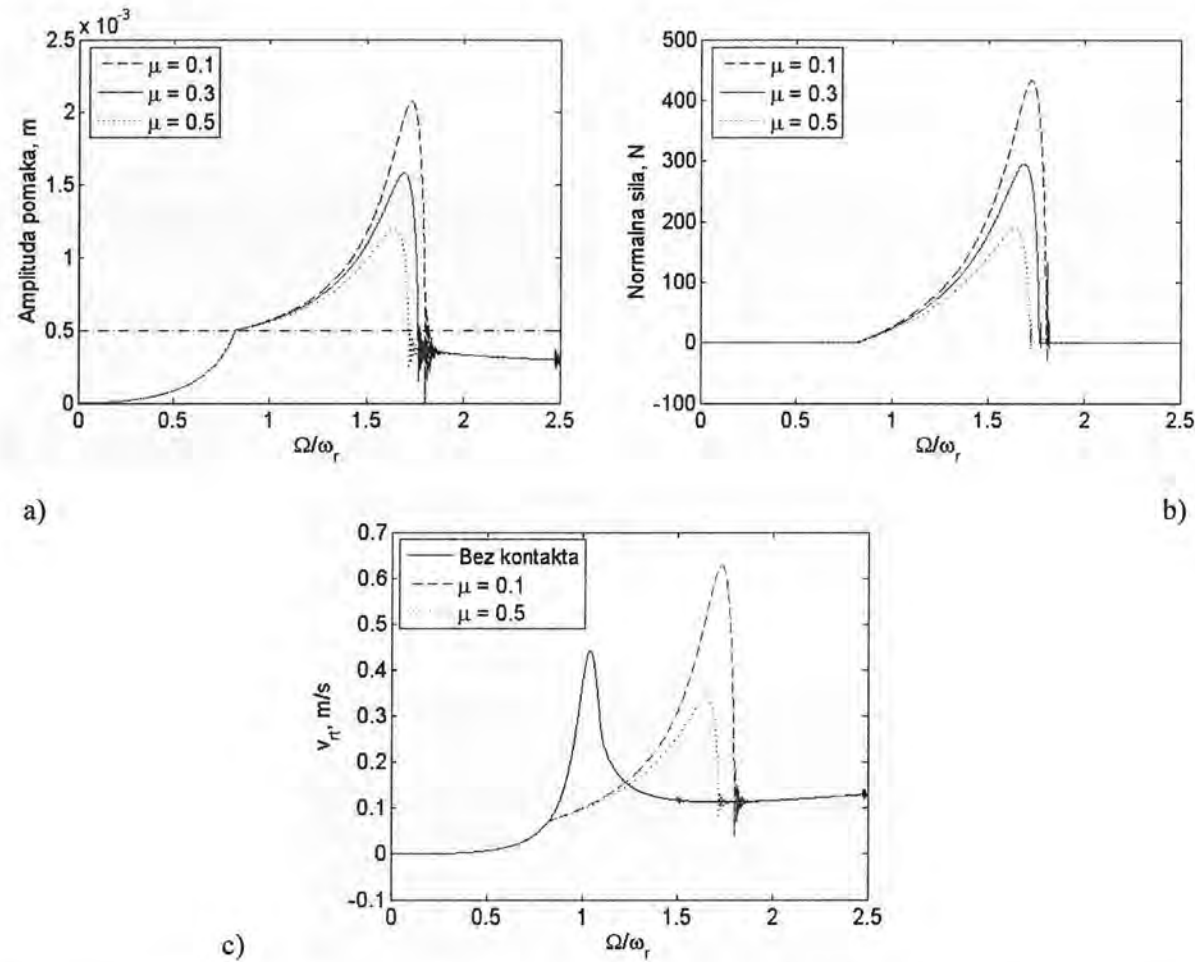 x 10⁻³
2.5
2
1.5
1
0.5
0
Amplituda pomaka, m
μ = 0.1
μ = 0.3
μ = 0.5
0 0.5 1 1.5 2 2.5
Ω/ωr
a)
500
400
300
200
100
0
-100
Normalna sila, N
μ = 0.1
μ = 0.3
μ = 0.5
0 0.5 1 1.5 2 2.5
Ω/ωr
b)
0.7
0.6
0.5
0.4
0.3
0.2
0.1
0
-0.1
vrt, m/s
Bez kontakta
μ = 0.1
μ = 0.5
0 0.5 1 1.5 2 2.5
Ω/ωr
c)